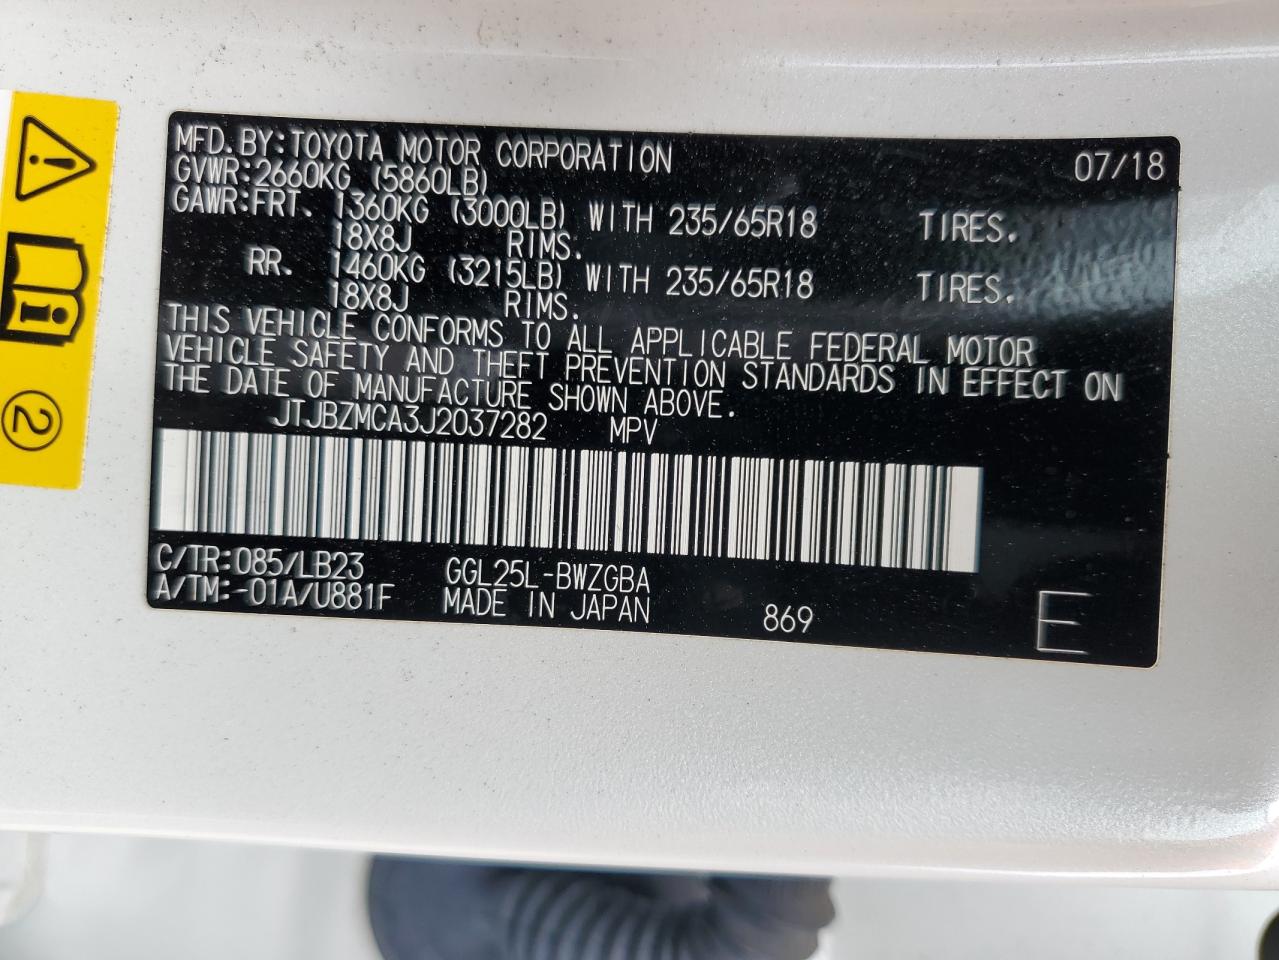 MFD.BY:TOYOTA MOTOR CORPORATION 07/18
GVWR:2660KG (5860LB)
GAWR:FRT. 1360KG (3000LB) WITH 235/65R18 TIRES.
18X8J RIMS.
RR. 1460KG (3215LB) WITH 235/65R18 TIRES.
18X8J RIMS.
THIS VEHICLE CONFORMS TO ALL APPLICABLE FEDERAL MOTOR
VEHICLE SAFETY AND THEFT PREVENTION STANDARDS IN EFFECT ON
THE DATE OF MANUFACTURE SHOWN ABOVE.
JTJBZMCA3J2037282 MPV
C/TR:085/LB23 GGL25L-BWZGBA
A/TM:-01A/U881F MADE IN JAPAN 869 E
2